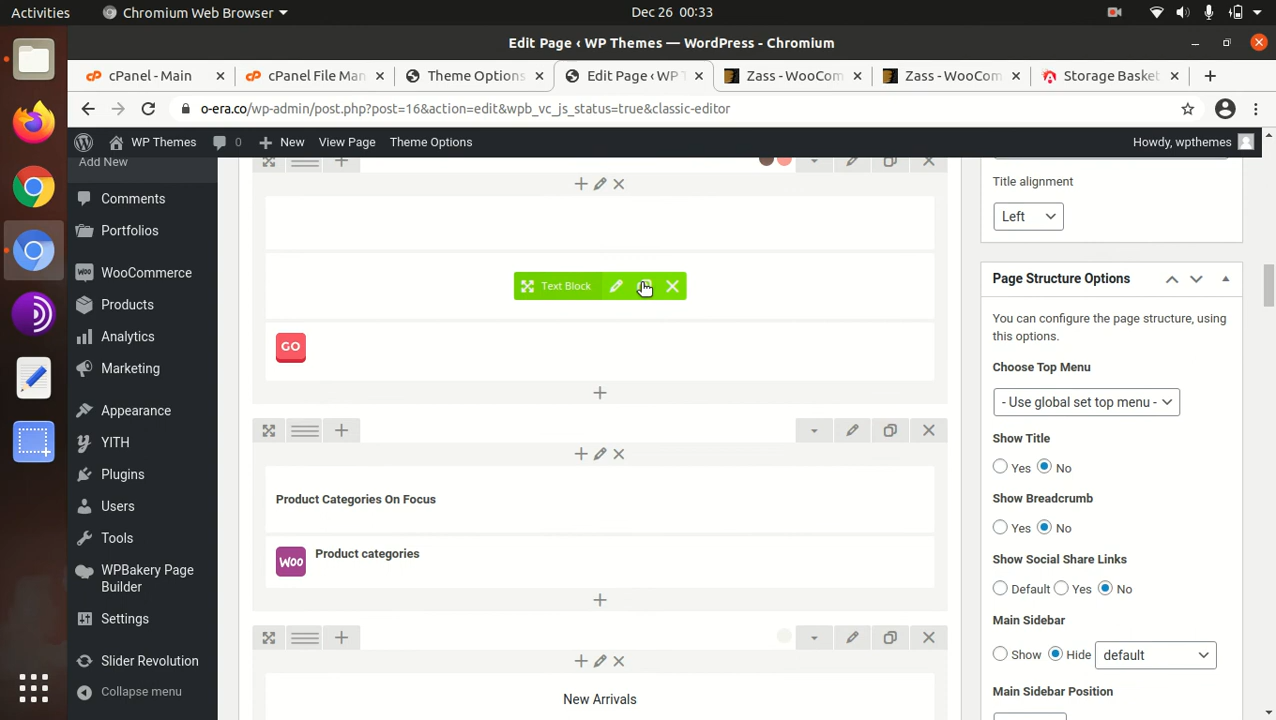 Activities
Chromium Web Browser
Dec 26 00:33
Edit Page ‹ WP Themes — WordPress - Chromium
cPanel - Main
cPanel File Man
Theme Options
Edit Page ‹ WP T
Zass - WooCom
Zass - WooCom
Storage Basket
o-era.co/wp-admin/post.php?post=16&action=edit&wpb_vc_js_status=true&classic-editor
WP Themes
0
New
View Page
Theme Options
Howdy, wpthemes
Add New
Comments
Portfolios
WooCommerce
Products
Analytics
Marketing
Appearance
YITH
Plugins
Users
Tools
WPBakery Page
Builder
Settings
Slider Revolution
Collapse menu
Text Block
GO
Product Categories On Focus
Woo
Product categories
New Arrivals
Title alignment
Left
Page Structure Options
You can configure the page structure, using
this options.
Choose Top Menu
- Use global set top menu -
Show Title
Yes No
Show Breadcrumb
Yes No
Show Social Share Links
Default Yes No
Main Sidebar
Show Hide default
Main Sidebar Position